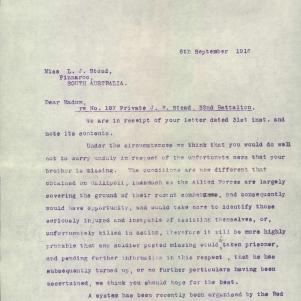 6th September 1916
Miss L. J. Stead,
Pinnaroo,
SOUTH AUSTRALIA.
Dear Madam,
re No. 187 Private J. P. Stead, 32nd Battalion.
We are in receipt of your letter dated 31st inst. and
note its contents.
Under the circumstances we think that you would do well
not to worry unduly in respect of the unfortunate news that your
brother is missing. The conditions are now different that
obtained on Gallipoli, inasmuch as the Allied Forces are largely
covering the ground of their recent combatzone, and consequently
would have opportunity, and would take care to identify those
seriously injured and incapable of assisting themselves, or,
unfortunately killed in action, therefore it will be more highly
probable that any soldier posted missing would taken prisoner,
and pending further information in this respect , that he has
subsequently turned up, or no further particulars having been
ascertained, we think you should hope for the best.
A system has been recently been organised by the Red